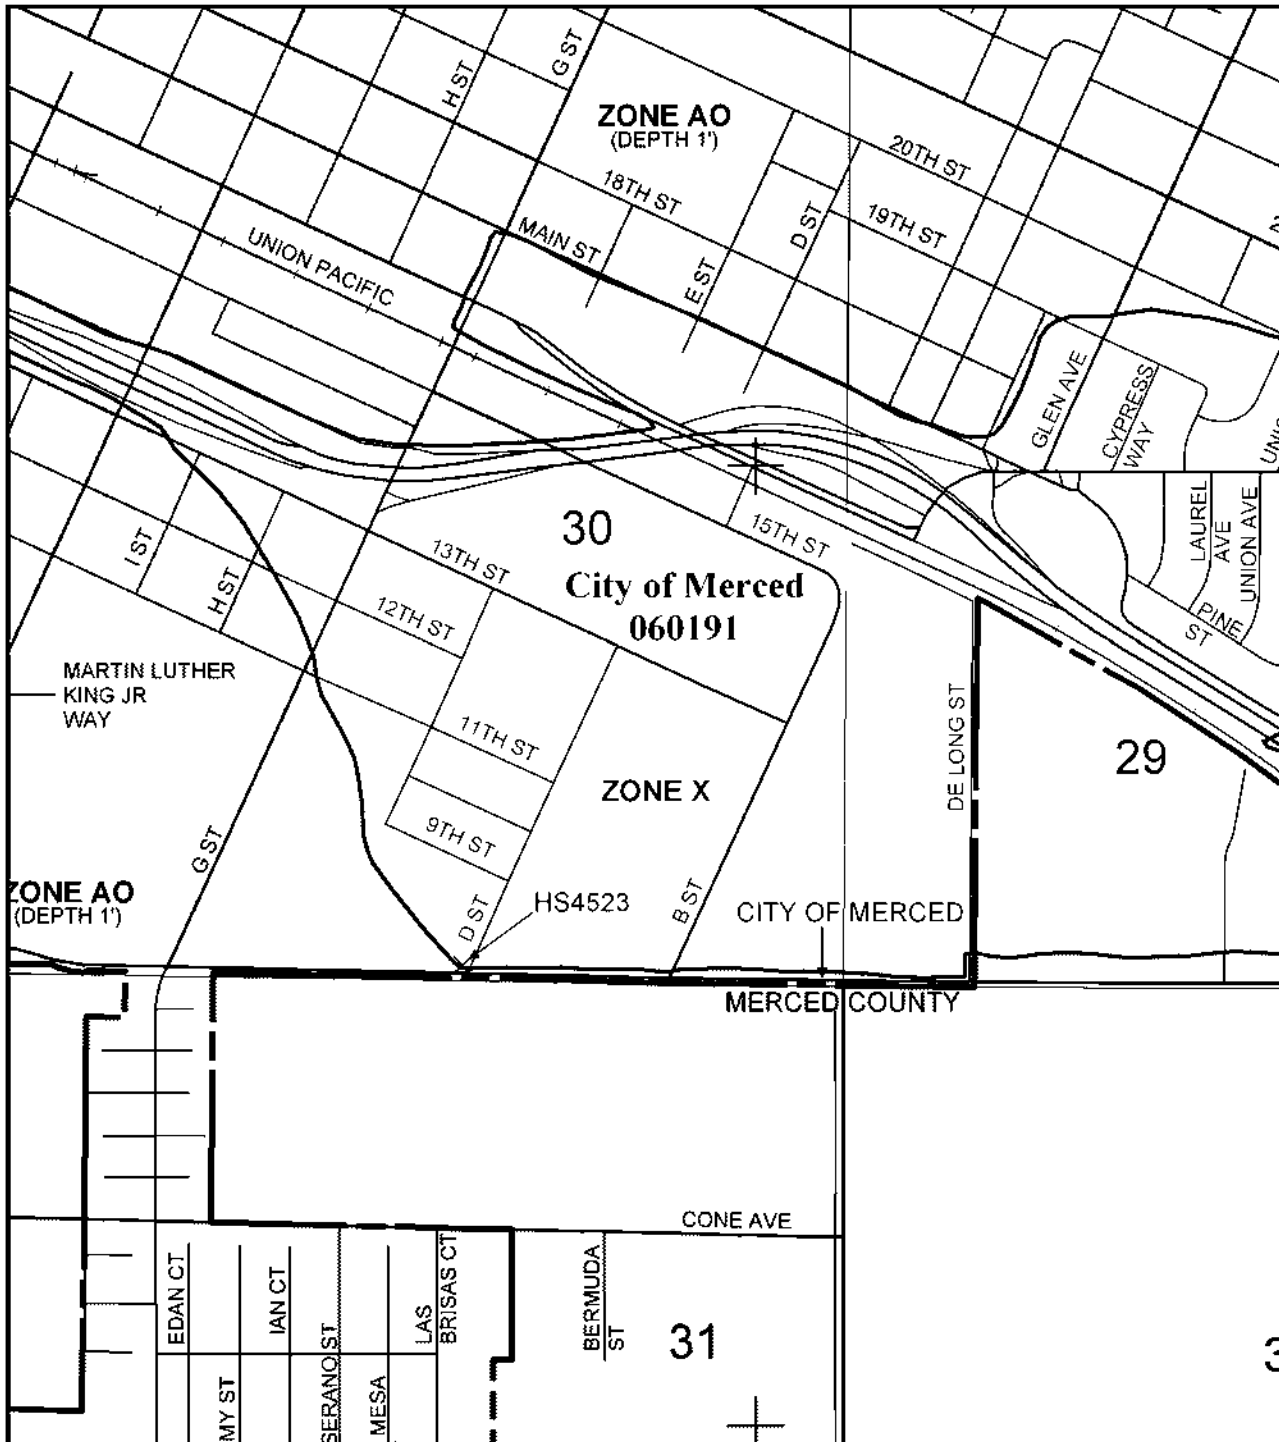 G ST
H ST
ZONE AO
(DEPTH 1')
20TH ST
18TH ST
19TH ST
D ST
MAIN ST
E ST
UNION PACIFIC
GLEN AVE
CYPRESS
WAY
15TH ST
LAUREL
AVE
UNION AVE
PINE
ST
30
City of Merced
060191
I ST
H ST
13TH ST
12TH ST
MARTIN LUTHER
KING JR
WAY
11TH ST
DE LONG ST
29
ZONE X
9TH ST
G ST
ZONE AO
(DEPTH 1')
D ST
HS4523
B ST
CITY OF MERCED
MERCED COUNTY
CONE AVE
EDAN CT
IAN CT
LAS
BRISAS CT
BERMUDA
ST
31
MY ST
SERANO ST
MESA